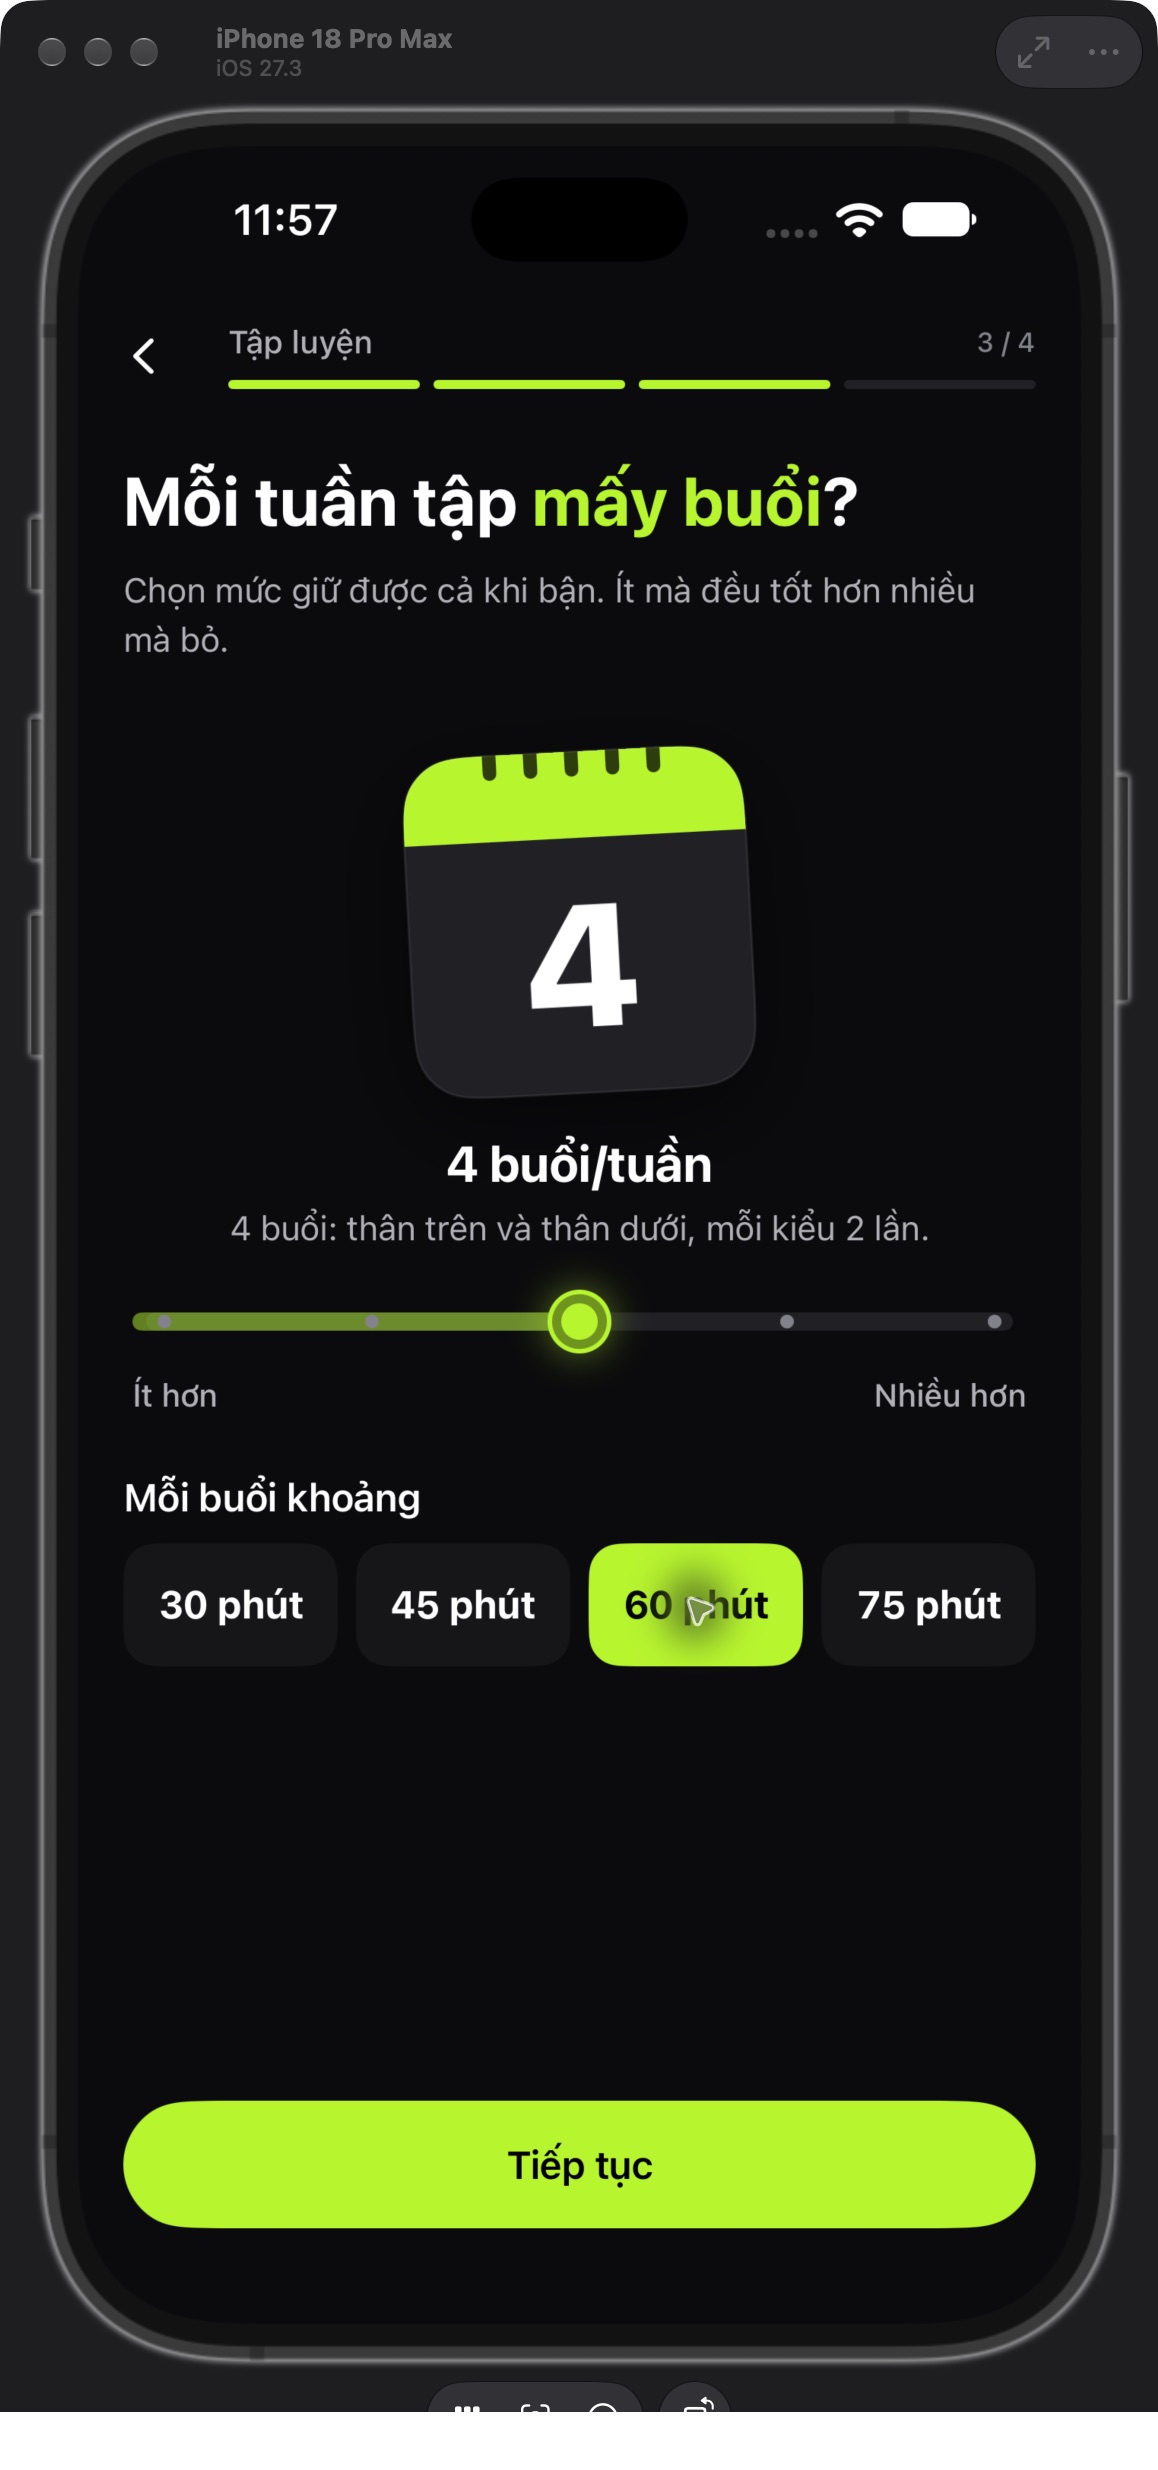 iPhone 18 Pro Max
iOS 27.3
11:57
Tập luyện
3 / 4
Mỗi tuần tập mấy buổi?
Chọn mức giữ được cả khi bận. Ít mà đều tốt hơn nhiều
mà bỏ.
4
4 buổi/tuần
4 buổi: thân trên và thân dưới, mỗi kiểu 2 lần.
Ít hơn
Nhiều hơn
Mỗi buổi khoảng
30 phút
45 phút
60 phút
75 phút
Tiếp tục